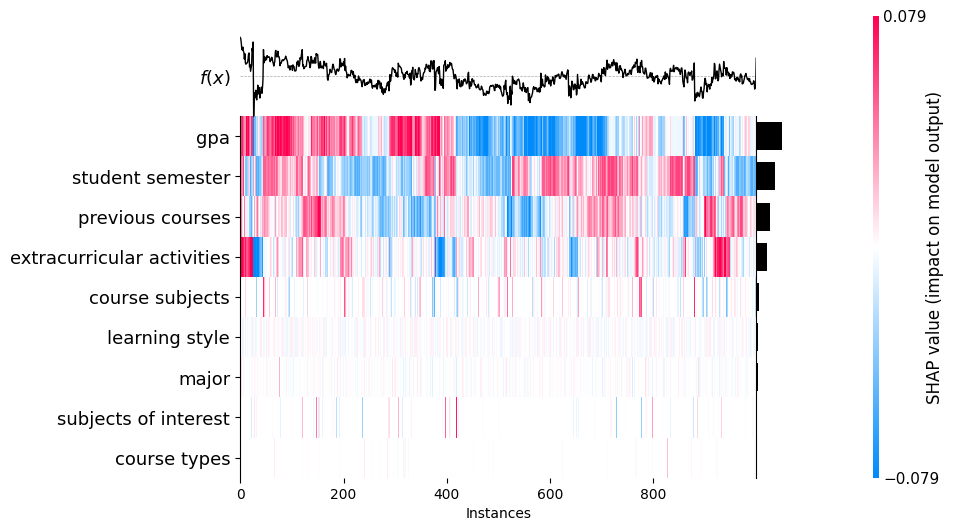 0.079
f(x)
gpa
student semester
previous courses
extracurricular activities
course subjects
learning style
major
subjects of interest
course types
0 200 400 600 800
Instances
−0.079
SHAP value (impact on model output)